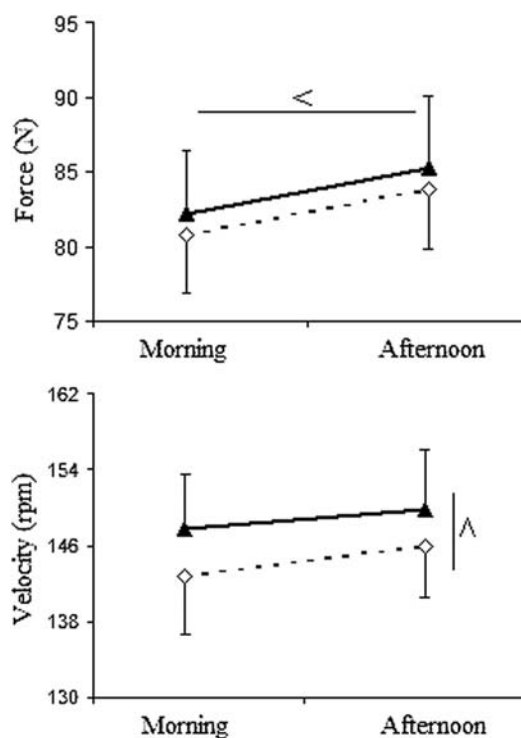 95
90
<
85
80
75
Force (N)
Morning Afternoon
162
154
146
138
130
Velocity (rpm)
Λ
Morning Afternoon